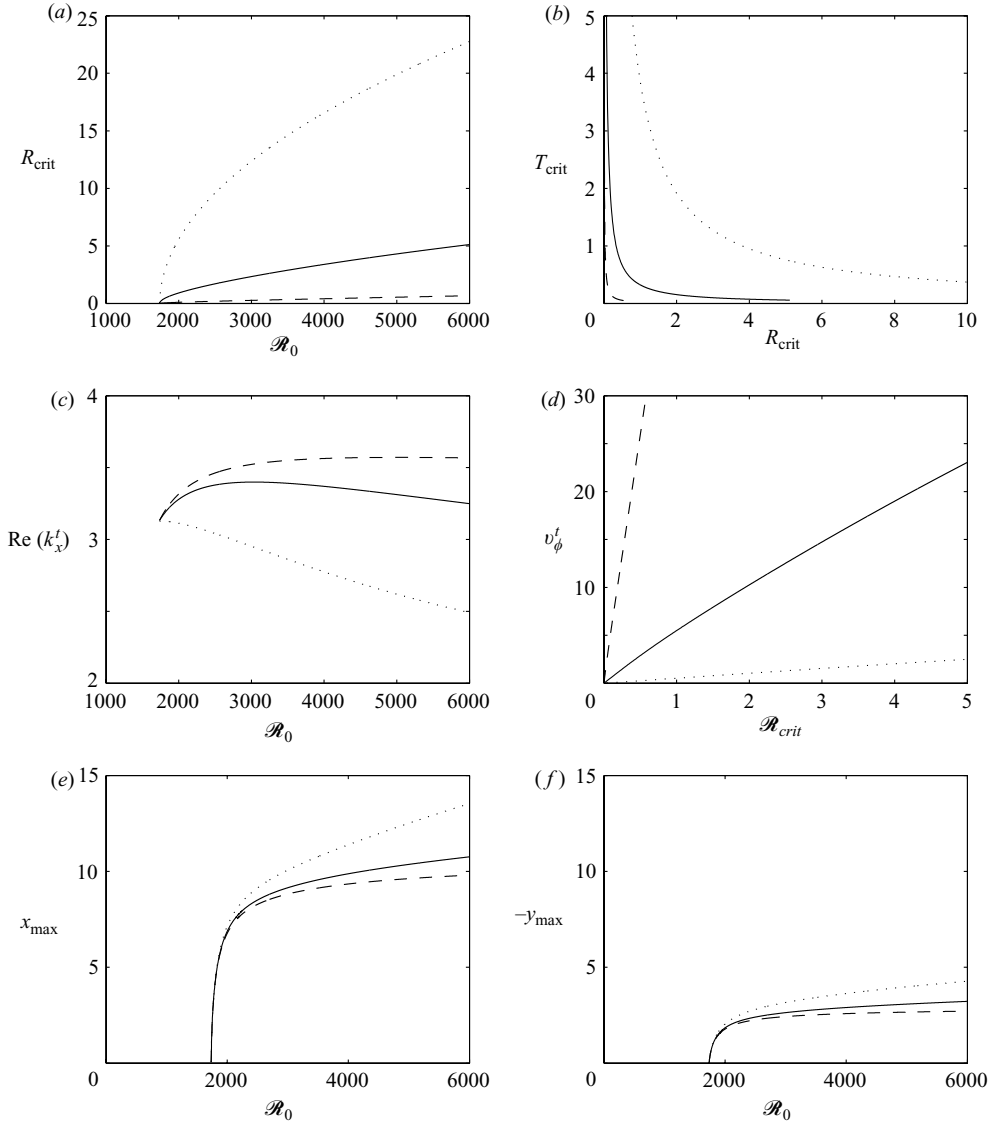 (a)
25
20
15
10
5
0
R_crit
1000 2000 3000 4000 5000 6000
ℛ_0
(b)
5
4
3
2
1
T_crit
0 2 4 6 8 10
R_crit
(c)
4
3
2
Re (k_x^t)
1000 2000 3000 4000 5000 6000
ℛ_0
(d)
30
20
10
0
υ_ϕ^t
1 2 3 4 5
ℛ_crit
(e)
15
10
5
x_max
0 2000 4000 6000
ℛ_0
(f)
15
10
5
–y_max
0 2000 4000 6000
ℛ_0